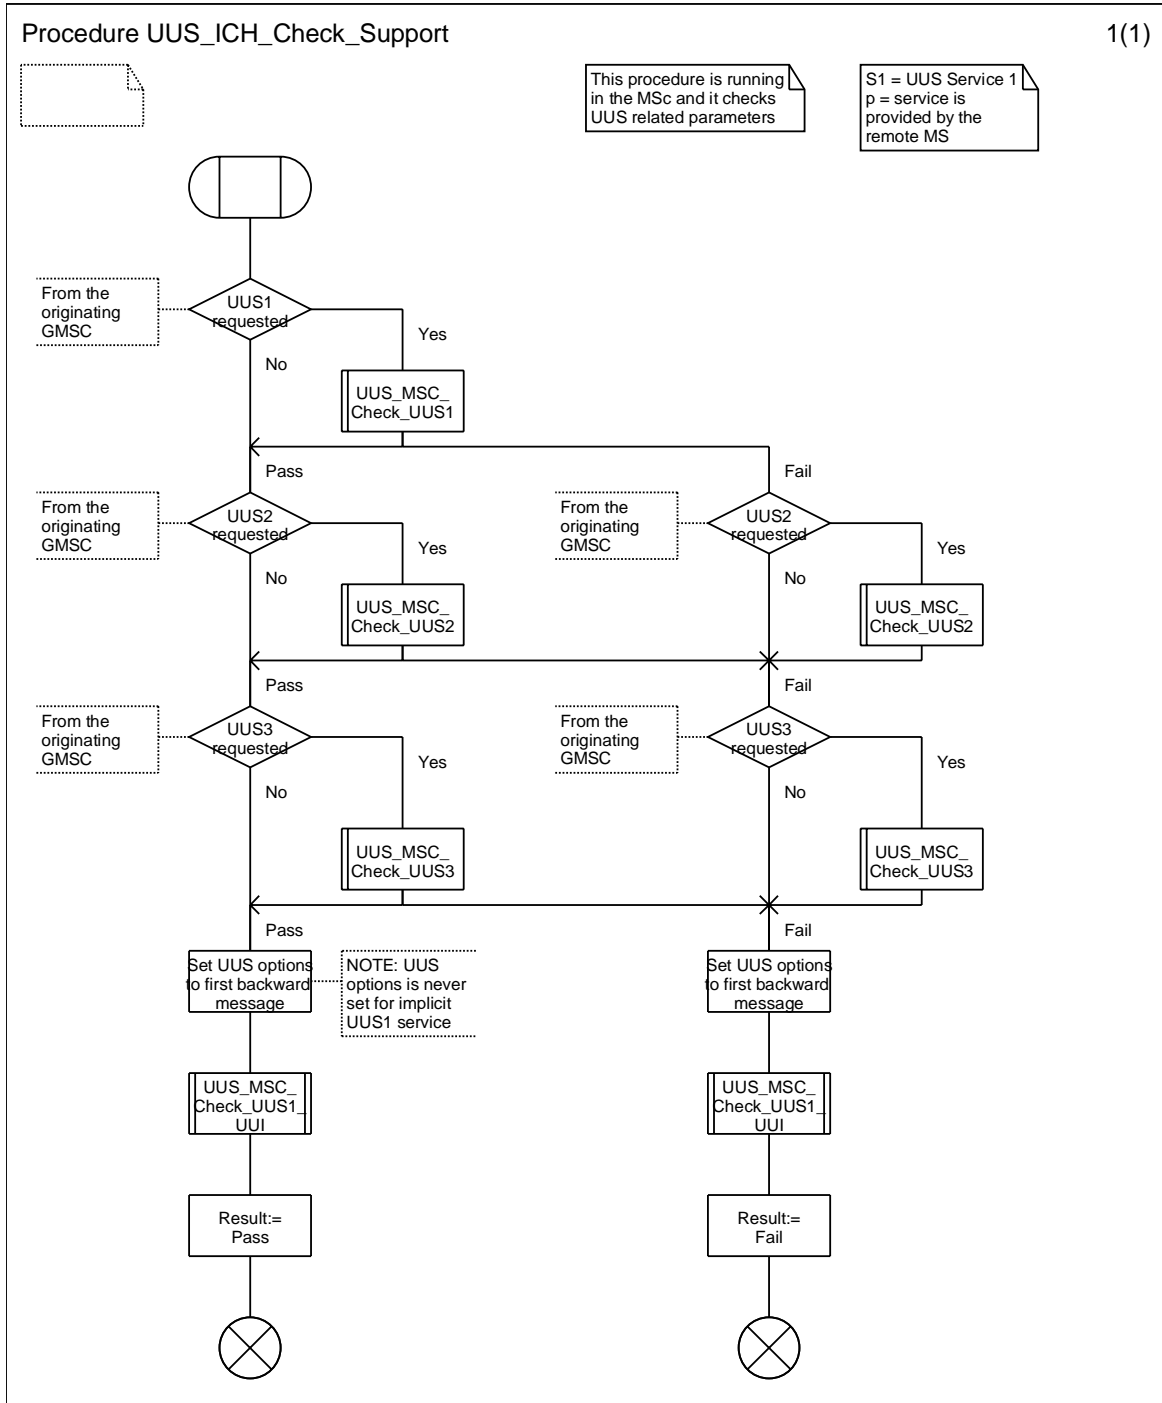 Procedure UUS_ICH_Check_Support
1(1)
This procedure is running
in the MSc and it checks
UUS related parameters
S1 = UUS Service 1
p = service is
provided by the
remote MS
From the
originating
GMSC
UUS1
requested
Yes
No
UUS_MSC_
Check_UUS1
Pass
Fail
From the
originating
GMSC
UUS2
requested
Yes
No
UUS_MSC_
Check_UUS2
From the
originating
GMSC
UUS2
requested
Yes
No
UUS_MSC_
Check_UUS2
Pass
Fail
From the
originating
GMSC
UUS3
requested
Yes
No
UUS_MSC_
Check_UUS3
From the
originating
GMSC
UUS3
requested
Yes
No
UUS_MSC_
Check_UUS3
Pass
Fail
Set UUS options
to first backward
message
NOTE: UUS
options is never
set for implicit
UUS1 service
Set UUS options
to first backward
message
UUS_MSC_
Check_UUS1_
UUI
UUS_MSC_
Check_UUS1_
UUI
Result:=
Pass
Result:=
Fail